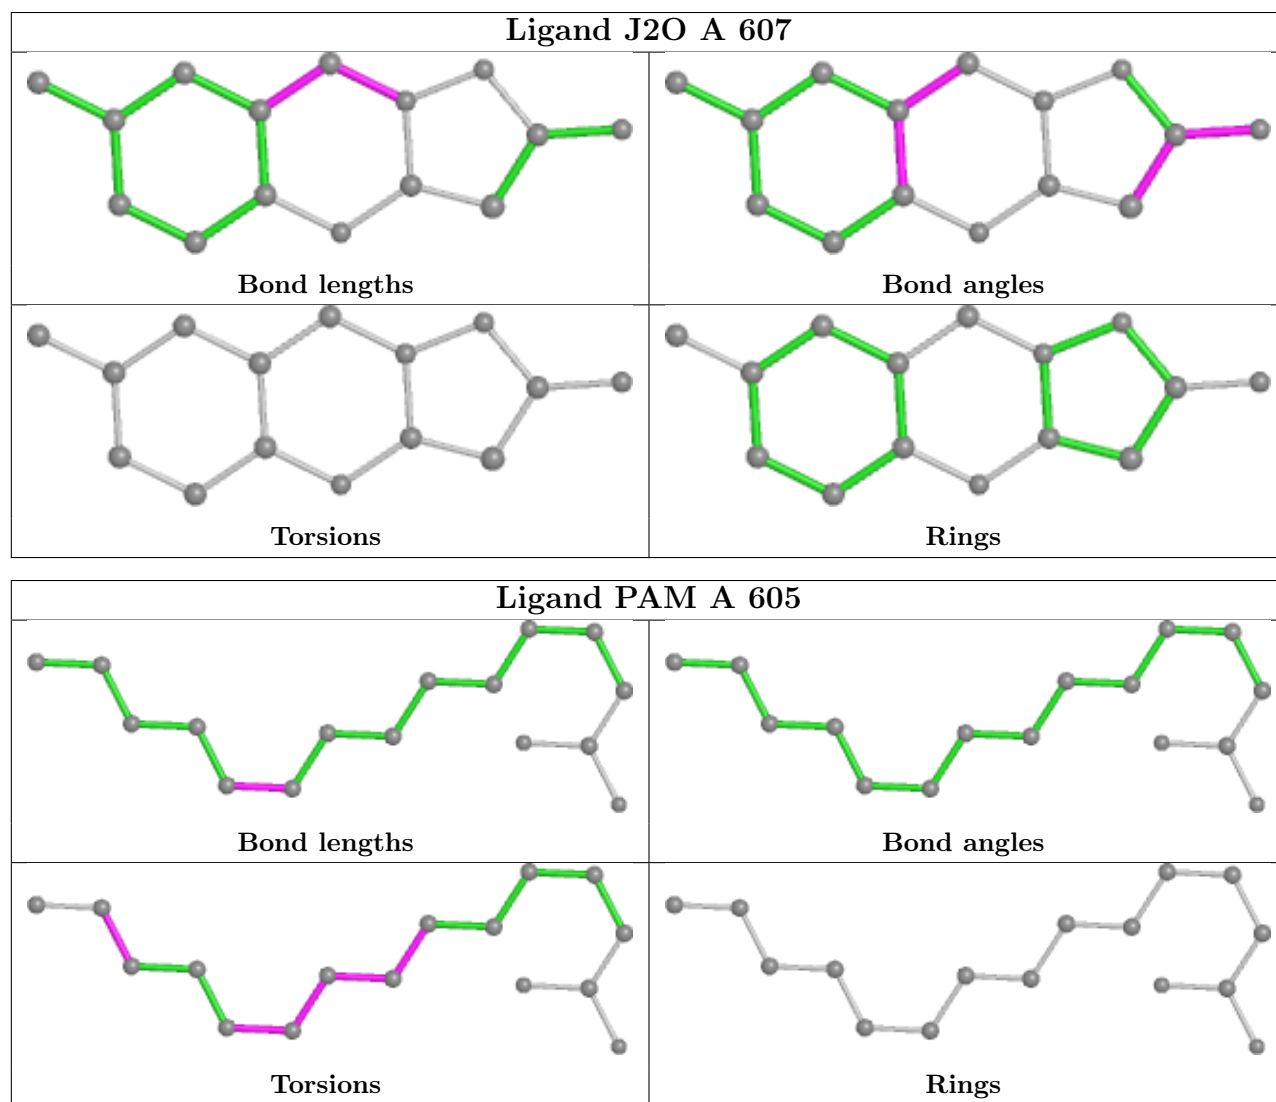 Ligand J2O A 607
Bond lengths
Bond angles
Torsions
Rings
Ligand PAM A 605
Bond lengths
Bond angles
Torsions
Rings